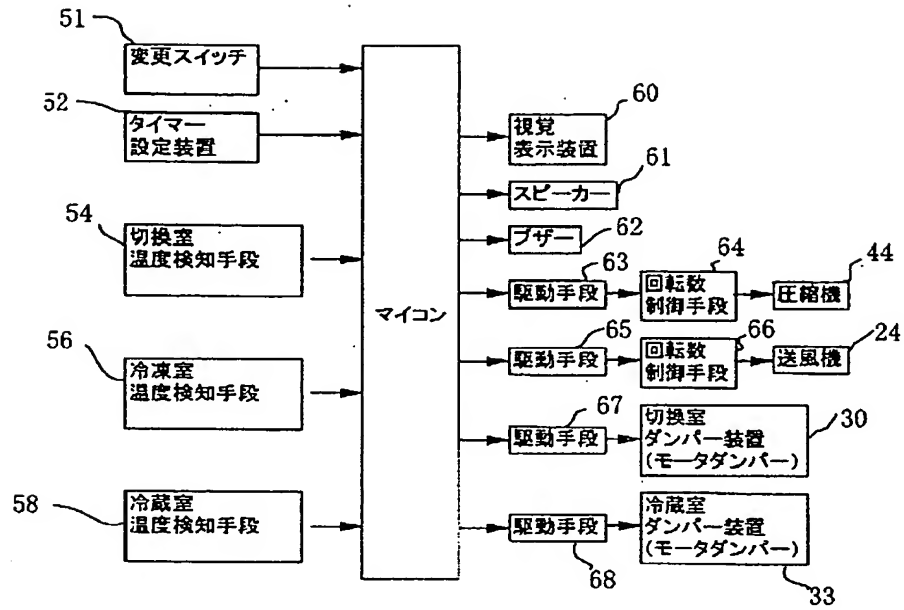 51
変更スイッチ
52
タイマー
設定装置
54
切換室
温度検知手段
56
冷凍室
温度検知手段
58
冷蔵室
温度検知手段
マイコン
60
視覚
表示装置
61
スピーカー
62
ブザー
63
駆動手段
64
回転数
制御手段
44
圧縮機
65
駆動手段
66
回転数
制御手段
24
送風機
67
駆動手段
切換室
ダンパー装置
(モータダンパー)
30
駆動手段
68
冷蔵室
ダンパー装置
(モータダンパー)
33